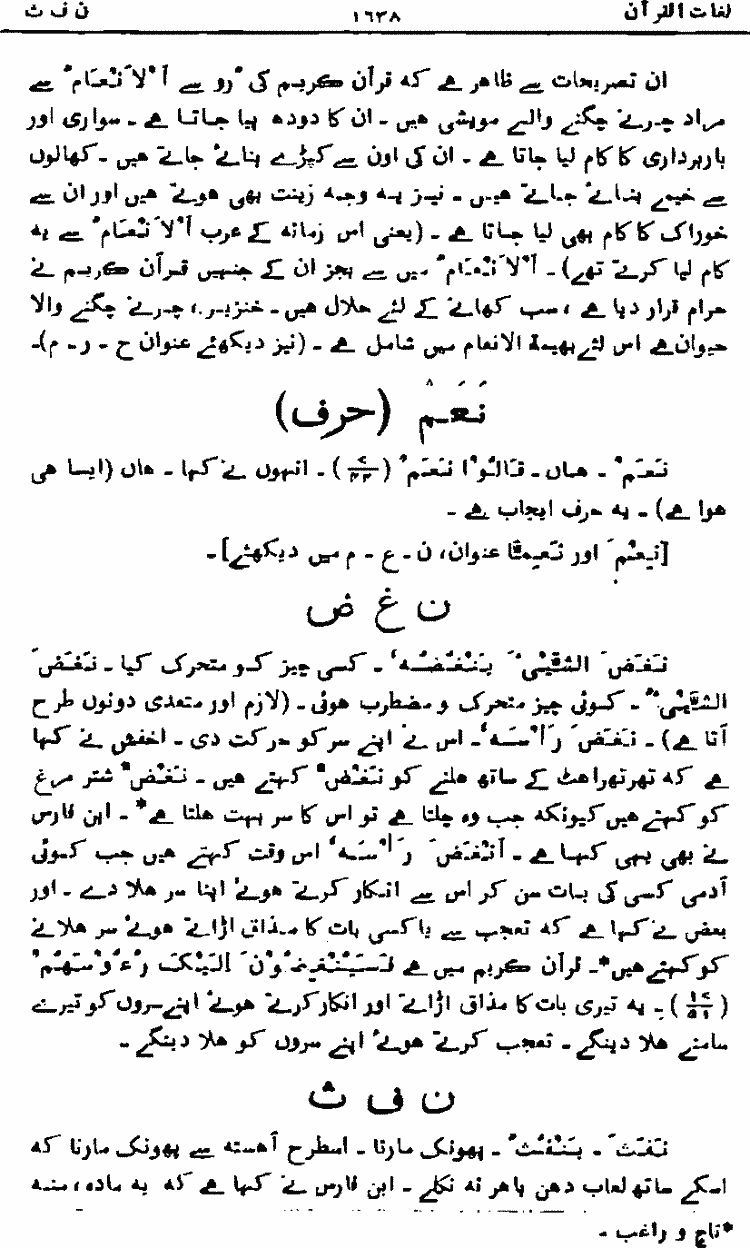 لغات القرآن ۱۶۳۸ ن ف ث
ان تصریحات سے ظاہر ہے کہ قرآن کریم کی رُو سے اَلْاَنْعَامُ سے
مراد چرنے چگنے والے مویشی ہیں ۔ ان کا دودھ پیا جاتا ہے ۔ سواری اور
باربرداری کا کام لیا جاتا ہے ۔ ان کی اون سے کپڑے بنائے جاتے ہیں ۔ کھالوں
سے خیمے بنائے جاتے ہیں ۔ نیز یہ وجہ زینت بھی ہوتے ہیں اور ان سے
خوراک کا کام بھی لیا جاتا ہے ۔ (یعنی اس زمانہ کے عرب اَلْاَنْعَامُ سے یہ
کام لیا کرتے تھے) ۔ اَلْاَنْعَامُ میں سے بجز ان کے جنہیں قرآن کریم نے
حرام قرار دیا ہے ، سب کھانے کے لئے حلال ہیں ۔ خنزیر، چرنے چگنے والا
حیوان ہے اس لئے بھیمۃ الانعام میں شامل ہے ۔ (نیز دیکھئے عنوان ح ۔ ر ۔ م)۔
نَعَمْ (حرف)
نَعَمْ ۔ ہاں ۔ قَالُوْا نَعَمْ (۷/۴۴) ۔ انہوں نے کہا ۔ ہاں (ایسا ہی
ہوا ہے) ۔ یہ حرف ایجاب ہے ۔
[نِعْمَ اور نَعِيمًا عنوان، ن ۔ ع ۔ م میں دیکھئے] ۔
ن غ ض
نَغَضَ الشَّيْئَ يَنْغُضُهُ ۔ کسی چیز کو متحرک کیا ۔ نَغَضَ
الشَّيْئُ ۔ کوئی چیز متحرک و مضطرب ہوئی ۔ (لازم اور متعدی دونوں طرح
آتا ہے) ۔ نَغَضَ رَأْسَهُ ۔ اس نے اپنے سر کو حرکت دی ۔ اخفش نے کہا
ہے کہ تھرتھراہٹ کے ساتھ ہلنے کو نَغْضٌ کہتے ہیں ۔ نَغْضٌ شتر مرغ
کو کہتے ہیں کیونکہ جب وہ چلتا ہے تو اس کا سر بہت ہلتا ہے* ۔ ابن فارس
نے بھی یہی کہا ہے ۔ اَنْغَضَ رَأْسَهُ اس وقت کہتے ہیں جب کوئی
آدمی کسی کی بات سن کر اس سے انکار کرتے ہوئے اپنا سر ہلا دے ۔ اور
بعض نے کہا ہے کہ تعجب سے یا کسی بات کا مذاق اڑاتے ہوئے سر ہلانے
کو کہتے ہیں* ۔ قرآن کریم میں ہے فَسَيُنْغِضُوْنَ اِلَيْكَ رُءُوْسَهُمْ
(۱۷/۵۱) ۔ یہ تیری بات کا مذاق اڑاتے اور انکار کرتے ہوئے اپنے سروں کو تیرے
سامنے ہلا دینگے ۔ تعجب کرتے ہوئے اپنے سروں کو ہلا دینگے ۔
ن ف ث
نَفَثَ ۔ يَنْفُثُ ۔ پھونک مارنا ۔ اسطرح آہستہ سے پھونک مارنا کہ
اسکے ساتھ لعاب دہن باہر نہ نکلے ۔ ابن فارس نے کہا ہے کہ یہ مادہ ، منہ
*تاج و راغب ۔